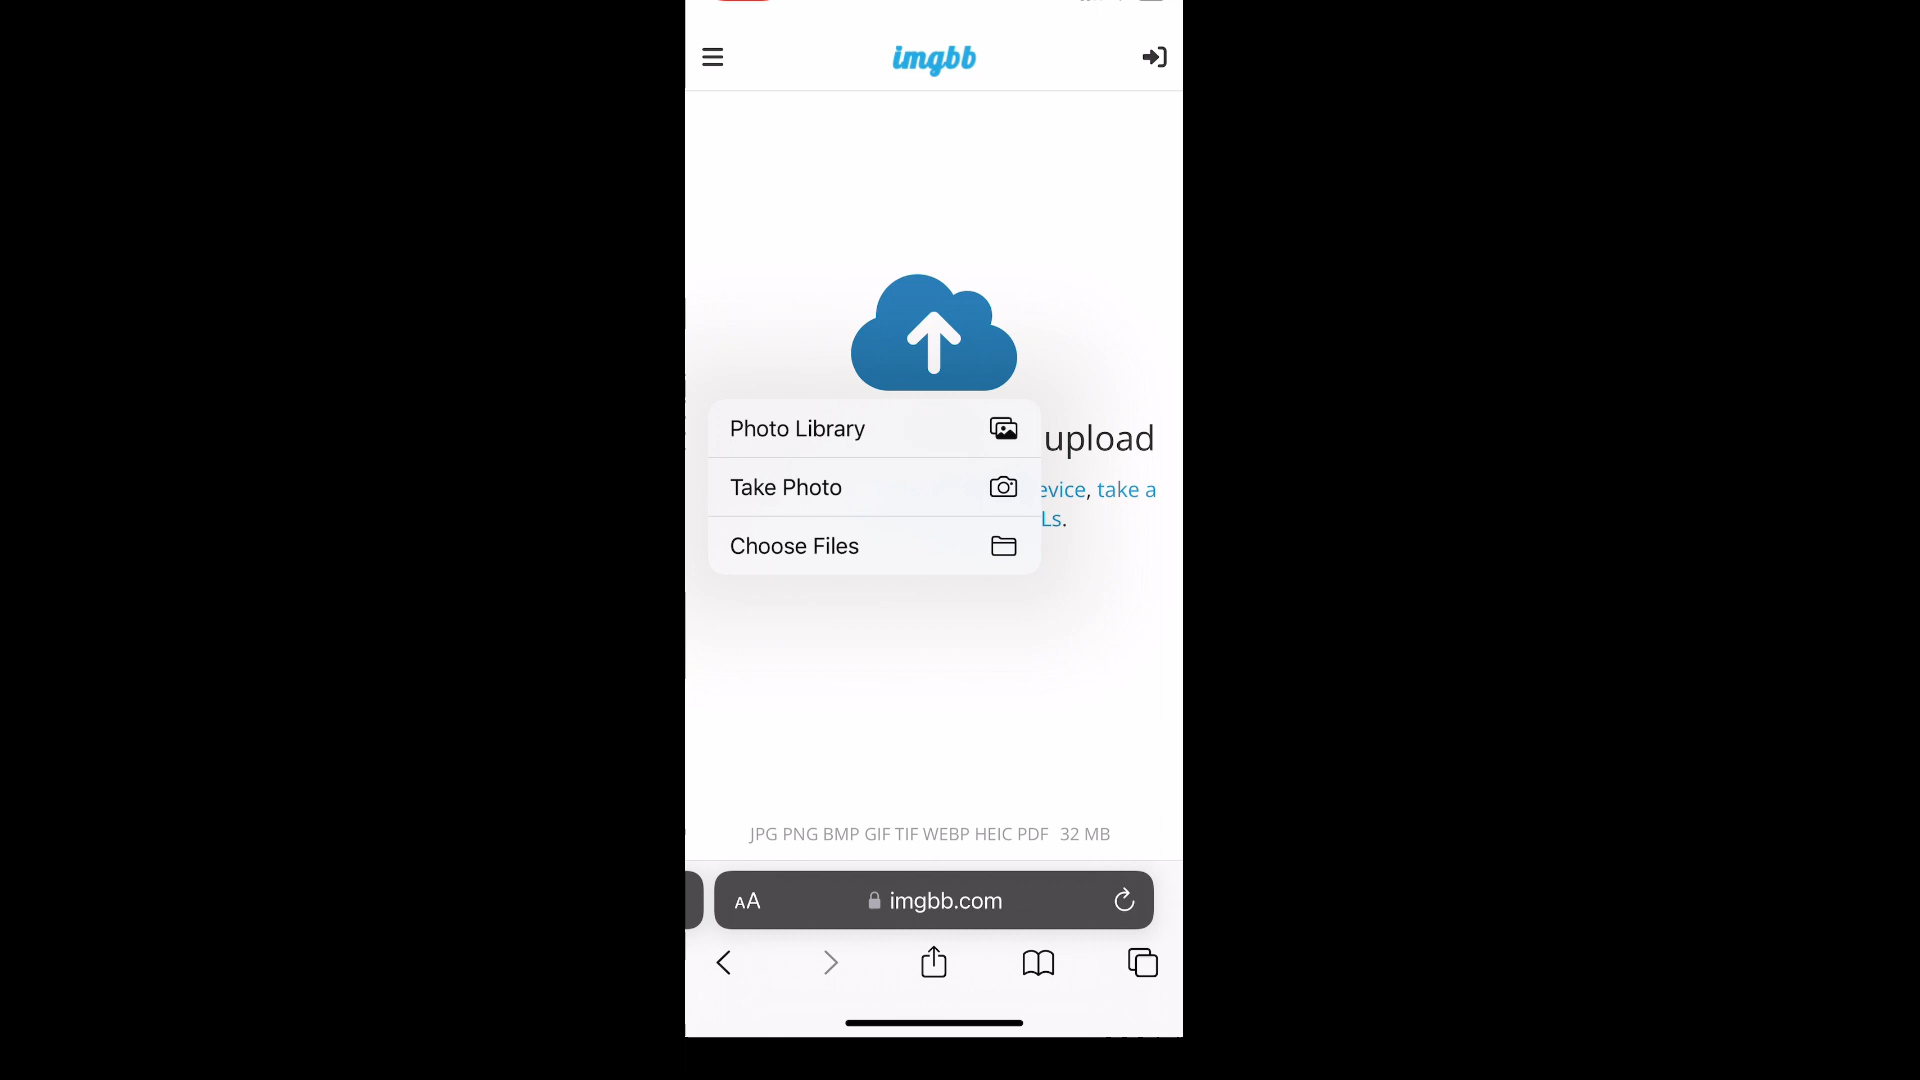 imgbb
Photo Library
upload
Take Photo
evice, take a
Ls.
Choose Files
JPG PNG BMP GIF TIF WEBP HEIC PDF 32 MB
AA
imgbb.com